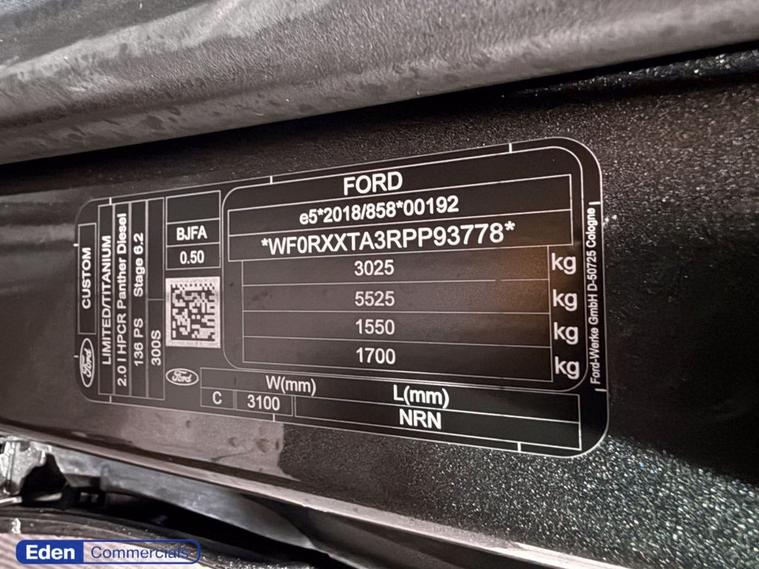 CUSTOM
LIMITED/TITANIUM
2.0 l HPCR Panther Diesel
136 PS Stage 6.2
300S
Ford
BJFA
0.50
Ford
FORD
e5*2018/858*00192
*WF0RXXTA3RPP93778*
3025 kg
5525 kg
1550 kg
1700 kg
W(mm) L(mm)
C 3100 NRN
Ford-Werke GmbH D-50725 Cologne
Eden Commercials